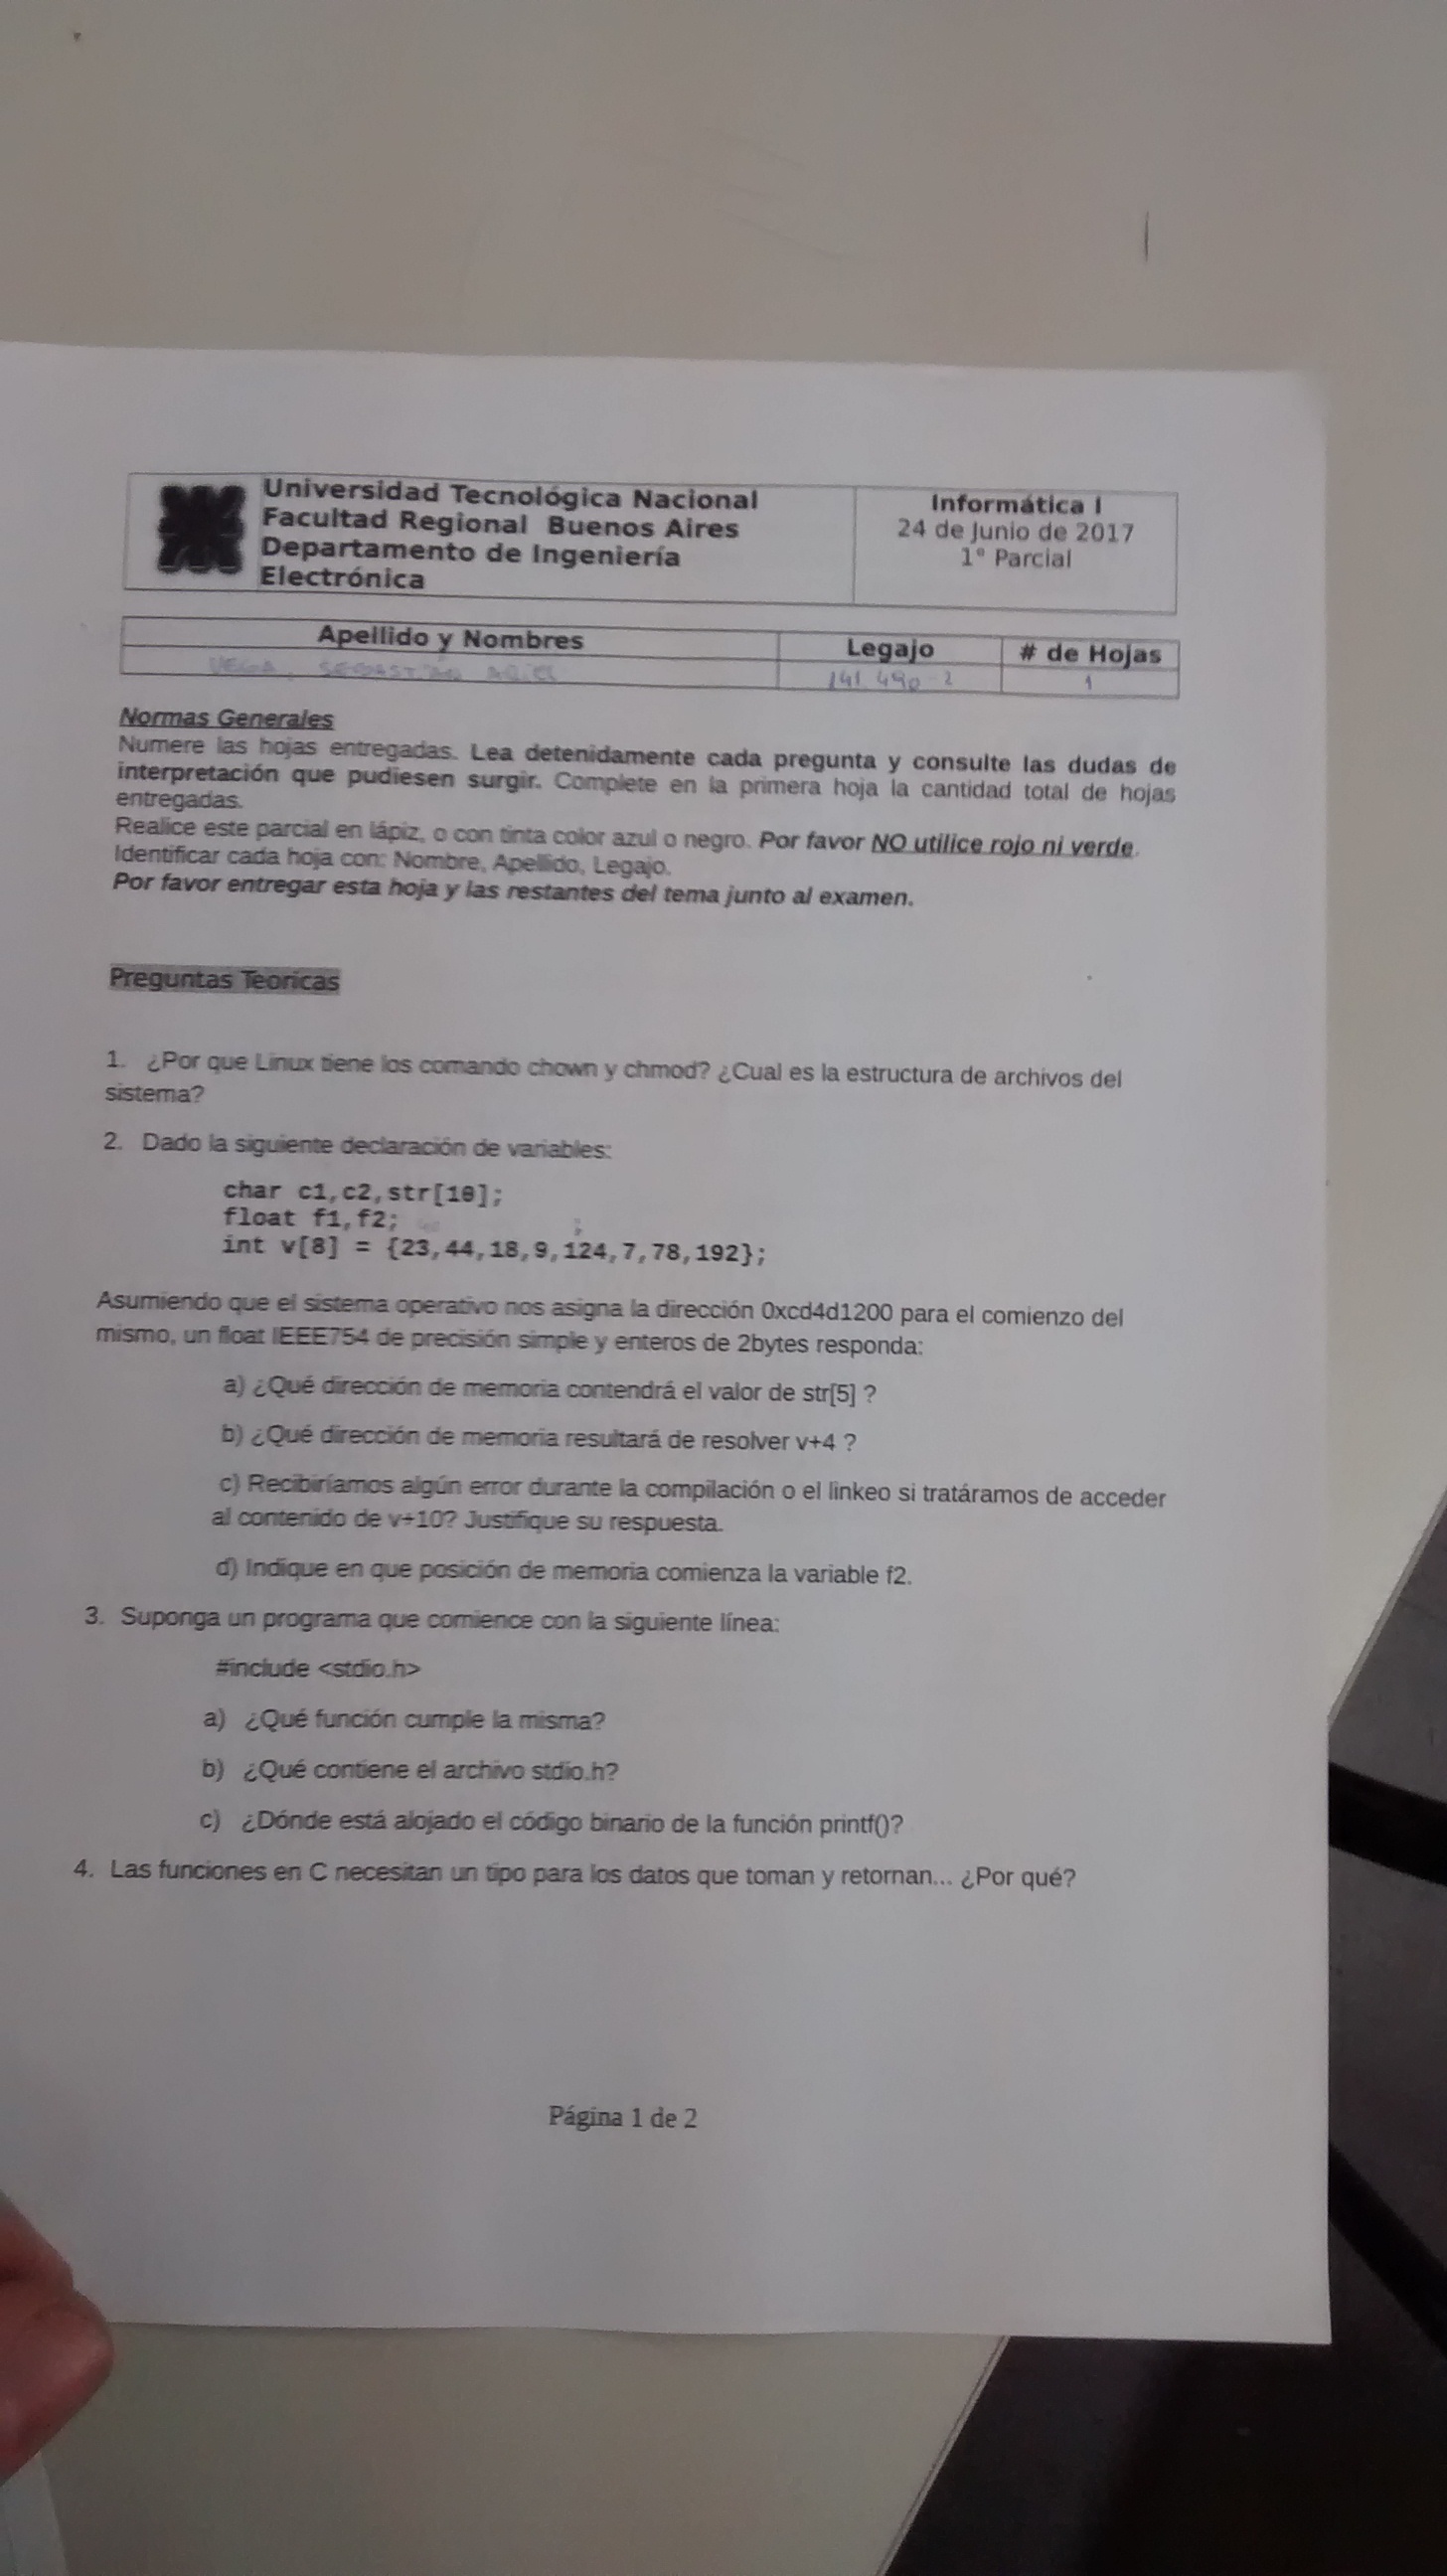 Universidad Tecnológica Nacional
Facultad Regional Buenos Aires
Departamento de Ingeniería
Electrónica
Informática I
24 de Junio de 2017
1° Parcial
Apellido y Nombres
Legajo
# de Hojas
VEGA, SEBASTIÁN ARIEL
141.490-2
1
Normas Generales
Numere las hojas entregadas. Lea detenidamente cada pregunta y consulte las dudas de
interpretación que pudiesen surgir. Complete en la primera hoja la cantidad total de hojas
entregadas.
Realice este parcial en lápiz, o con tinta color azul o negro. Por favor NO utilice rojo ni verde.
Identificar cada hoja con: Nombre, Apellido, Legajo.
Por favor entregar esta hoja y las restantes del tema junto al examen.
Preguntas Teoricas
1. ¿Por que Linux tiene los comando chown y chmod? ¿Cual es la estructura de archivos del
sistema?
2. Dado la siguiente declaración de variables:
char c1,c2,str[10];
float f1,f2;
int v[8] = {23,44,18,9,124,7,78,192};
Asumiendo que el sistema operativo nos asigna la dirección 0xcd4d1200 para el comienzo del
mismo, un float IEEE754 de precisión simple y enteros de 2bytes responda:
a) ¿Qué dirección de memoria contendrá el valor de str[5] ?
b) ¿Qué dirección de memoria resultará de resolver v+4 ?
c) Recibiríamos algún error durante la compilación o el linkeo si tratáramos de acceder
al contenido de v+10? Justifique su respuesta.
d) Indique en que posición de memoria comienza la variable f2.
3. Suponga un programa que comience con la siguiente línea:
#include <stdio.h>
a) ¿Qué función cumple la misma?
b) ¿Qué contiene el archivo stdio.h?
c) ¿Dónde está alojado el código binario de la función printf()?
4. Las funciones en C necesitan un tipo para los datos que toman y retornan... ¿Por qué?
Página 1 de 2